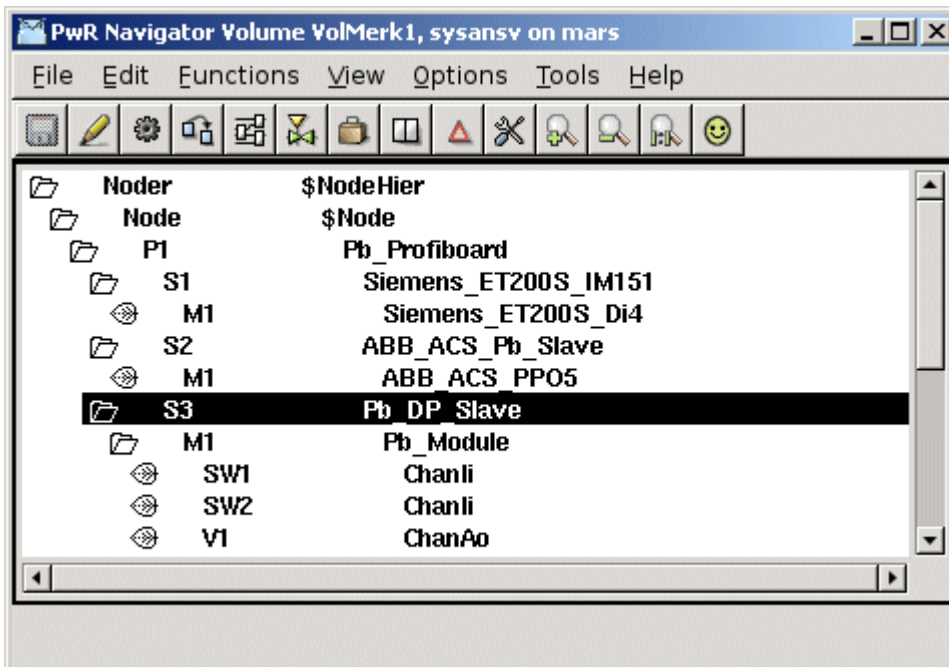 PwR Navigator Volume VolMerk1, sysansv on mars
File Edit Functions View Options Tools Help
Noder $NodeHier
Node $Node
P1 Pb_Profiboard
S1 Siemens_ET200S_IM151
M1 Siemens_ET200S_Di4
S2 ABB_ACS_Pb_Slave
M1 ABB_ACS_PPO5
S3 Pb_DP_Slave
M1 Pb_Module
SW1 ChanIi
SW2 ChanIi
V1 ChanAo